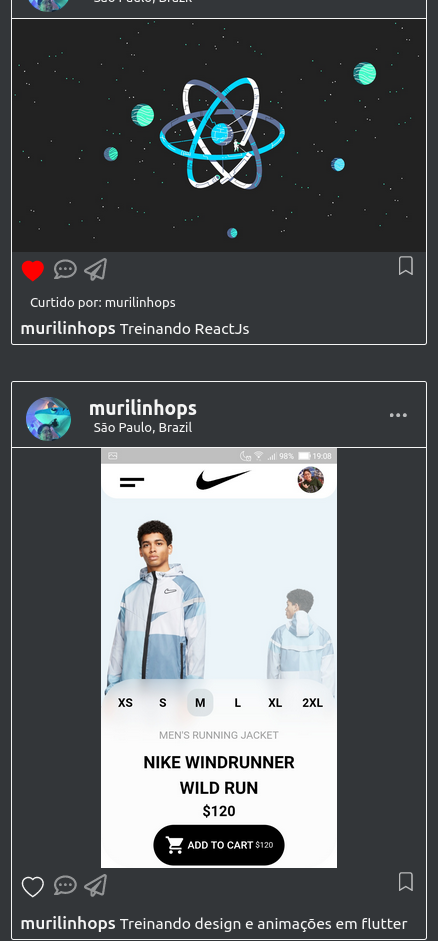 São Paulo, Brazil
Curtido por: murilinhops
murilinhops Treinando ReactJs
murilinhops
São Paulo, Brazil
98% 19:08
XS S M L XL 2XL
MEN'S RUNNING JACKET
NIKE WINDRUNNER
WILD RUN
$120
ADD TO CART $120
murilinhops Treinando design e animações em flutter